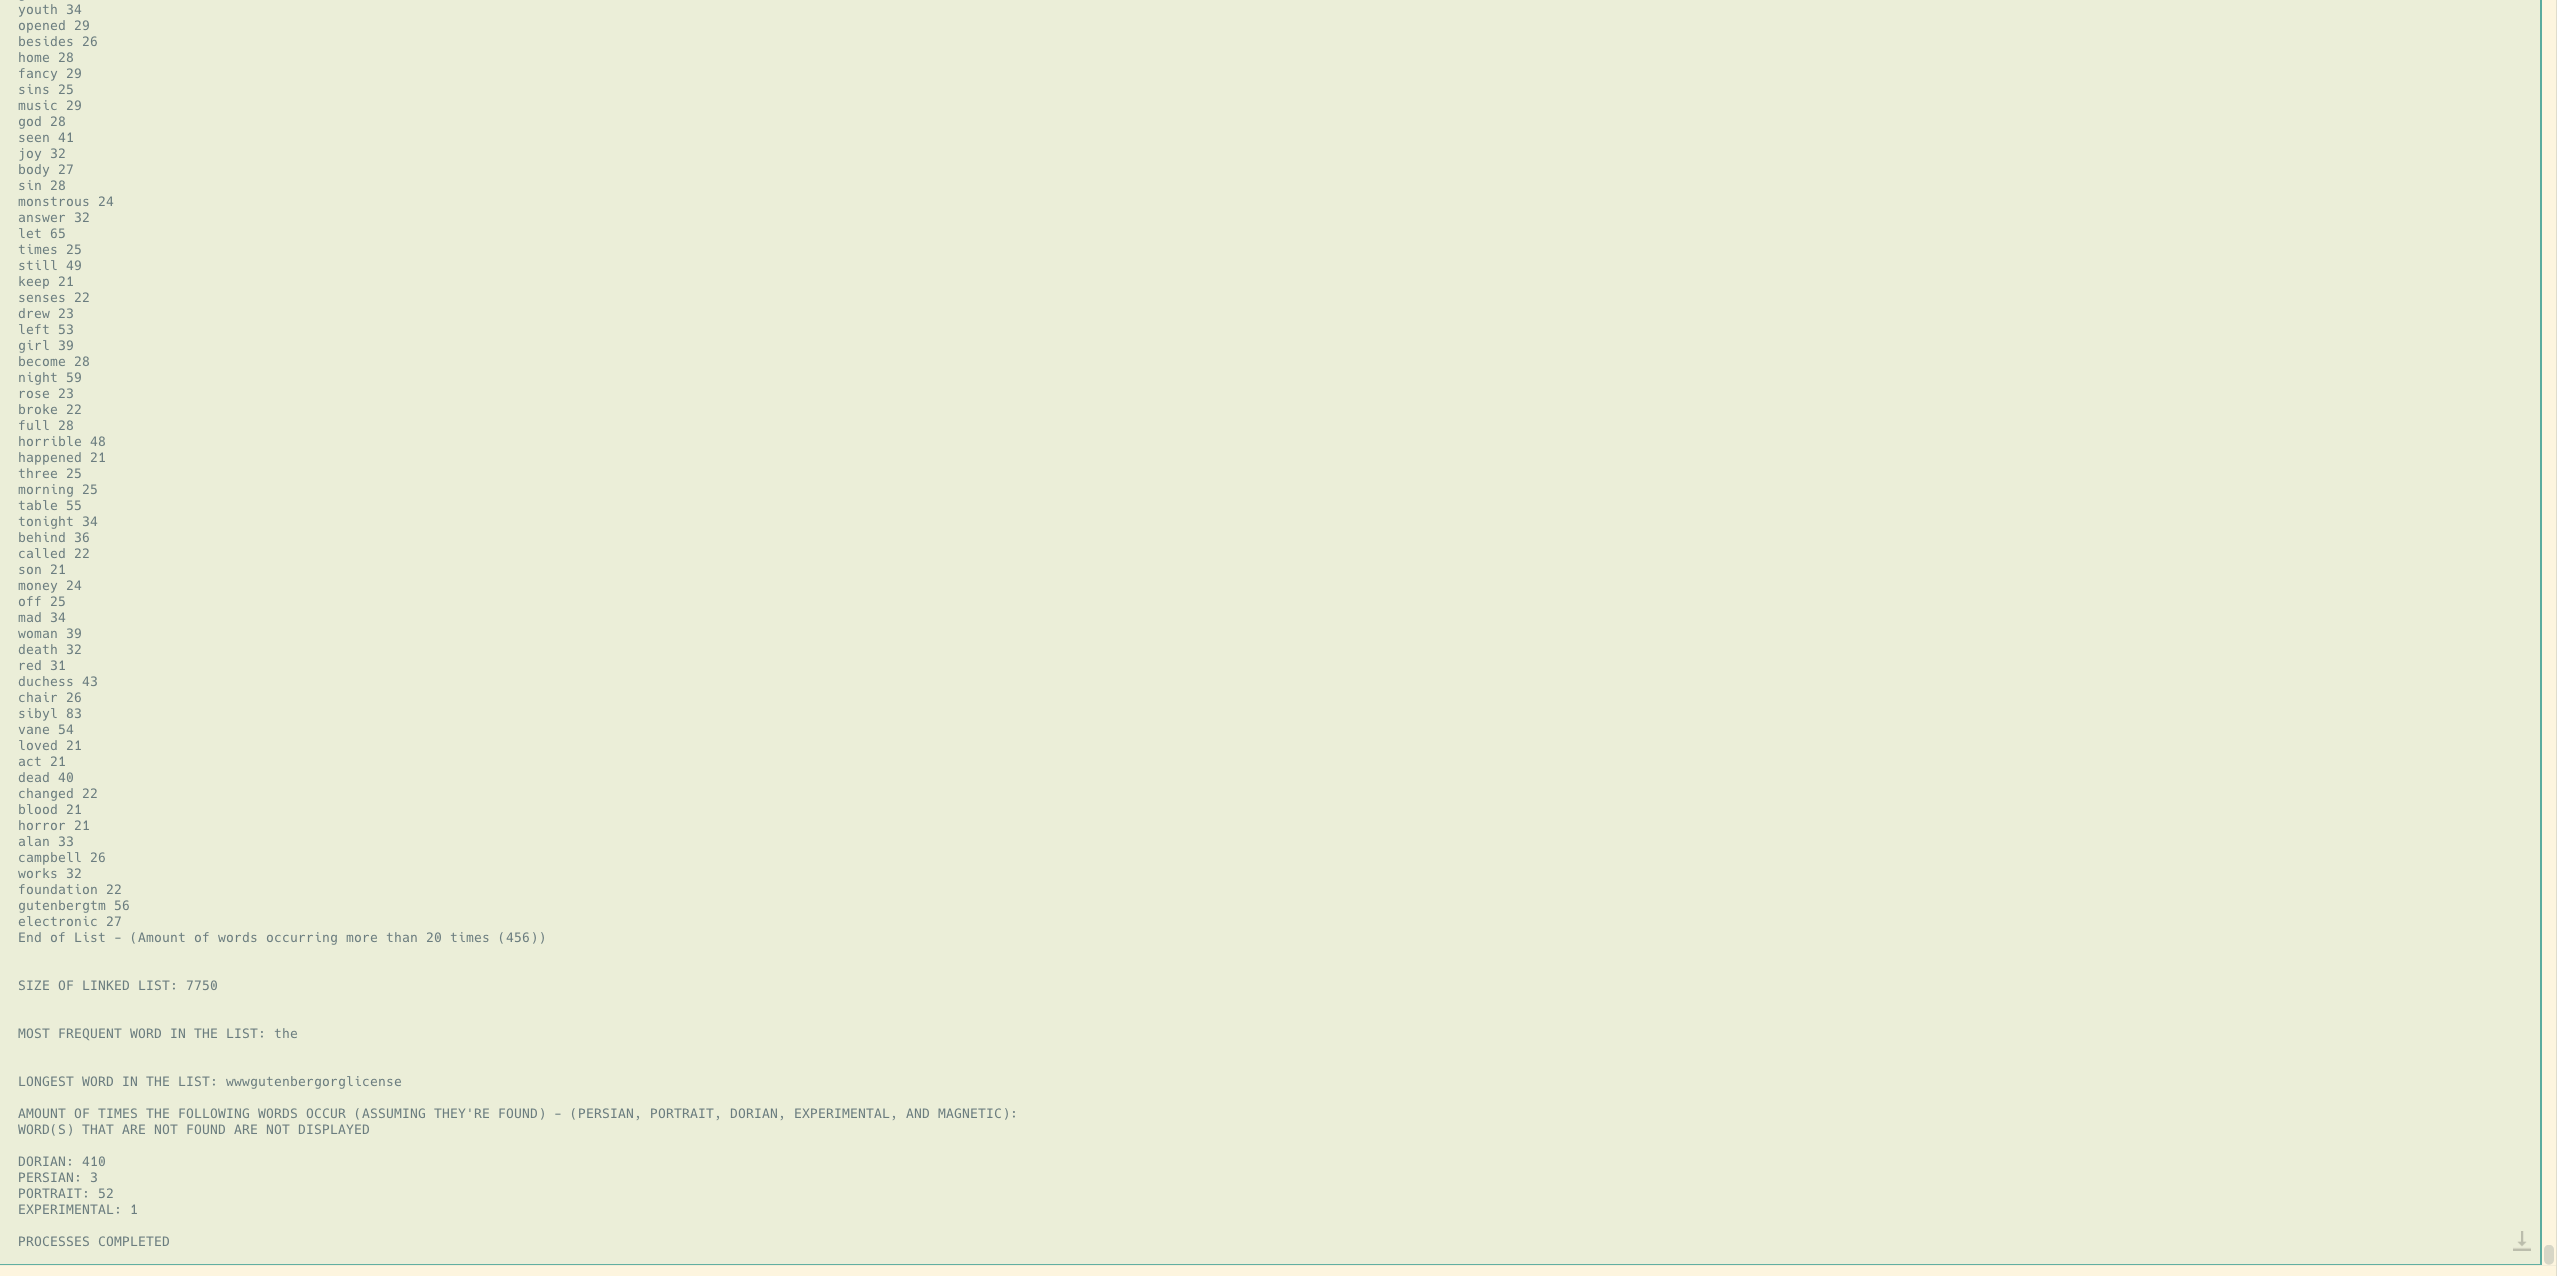 youth 34
opened 29
besides 26
home 28
fancy 29
sins 25
music 29
god 28
seen 41
joy 32
body 27
sin 28
monstrous 24
answer 32
let 65
times 25
still 49
keep 21
senses 22
drew 23
left 53
girl 39
become 28
night 59
rose 23
broke 22
full 28
horrible 48
happened 21
three 25
morning 25
table 55
tonight 34
behind 36
called 22
son 21
money 24
off 25
mad 34
woman 39
death 32
red 31
duchess 43
chair 26
sibyl 83
vane 54
loved 21
act 21
dead 40
changed 22
blood 21
horror 21
alan 33
campbell 26
works 32
foundation 22
gutenbergtm 56
electronic 27
End of List - (Amount of words occurring more than 20 times (456))
SIZE OF LINKED LIST: 7750
MOST FREQUENT WORD IN THE LIST: the
LONGEST WORD IN THE LIST: wwwgutenbergorglicense
AMOUNT OF TIMES THE FOLLOWING WORDS OCCUR (ASSUMING THEY'RE FOUND) - (PERSIAN, PORTRAIT, DORIAN, EXPERIMENTAL, AND MAGNETIC):
WORD(S) THAT ARE NOT FOUND ARE NOT DISPLAYED
DORIAN: 410
PERSIAN: 3
PORTRAIT: 52
EXPERIMENTAL: 1
PROCESSES COMPLETED